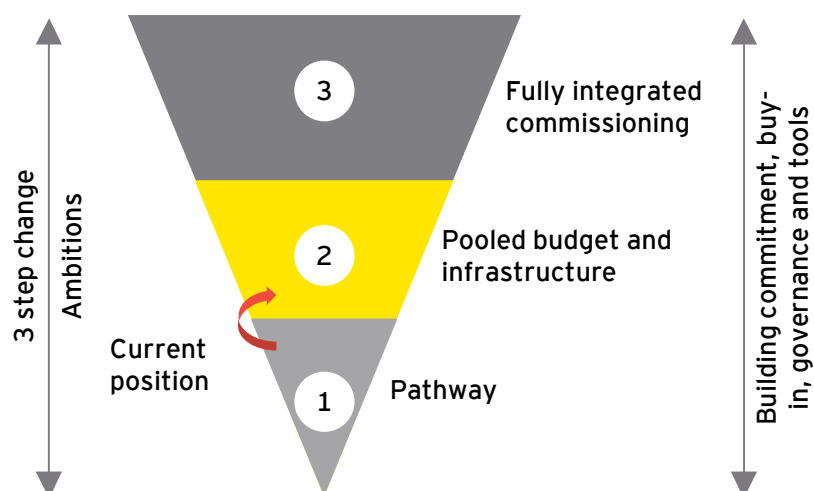 3 step change
Ambitions
3
Fully integrated
commissioning
2
Pooled budget and
infrastructure
Current
position
1
Pathway
Building commitment, buy-
in, governance and tools